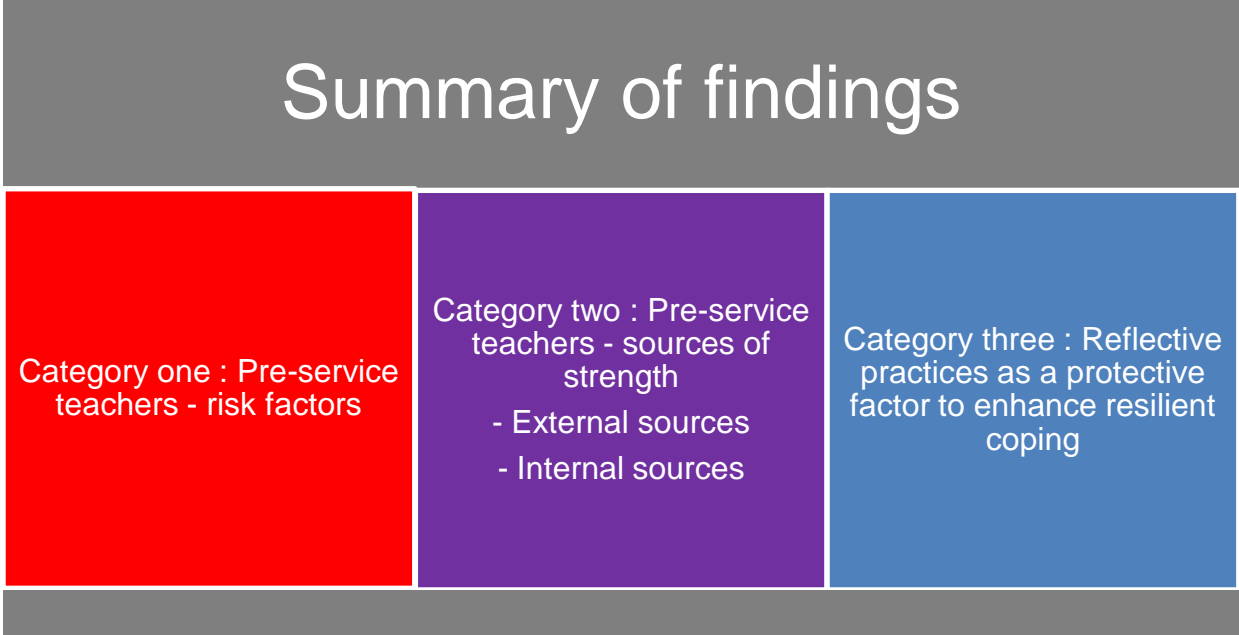 Summary of findings
Category one : Pre-service
teachers - risk factors
Category two : Pre-service
teachers - sources of
strength
- External sources
- Internal sources
Category three : Reflective
practices as a protective
factor to enhance resilient
coping